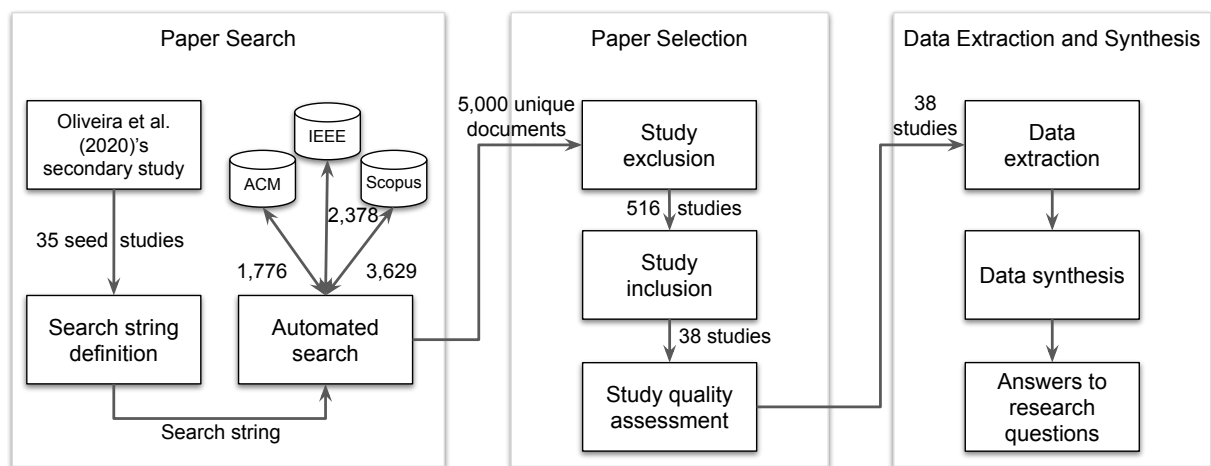 Paper Search
Oliveira et al.
(2020)'s
secondary study
35 seed studies
Search string
definition
Search string
ACM
IEEE
Scopus
1,776
2,378
3,629
Automated
search
Paper Selection
5,000 unique
documents
Study
exclusion
516 studies
Study
inclusion
38 studies
Study quality
assessment
Data Extraction and Synthesis
38
studies
Data
extraction
Data synthesis
Answers to
research
questions